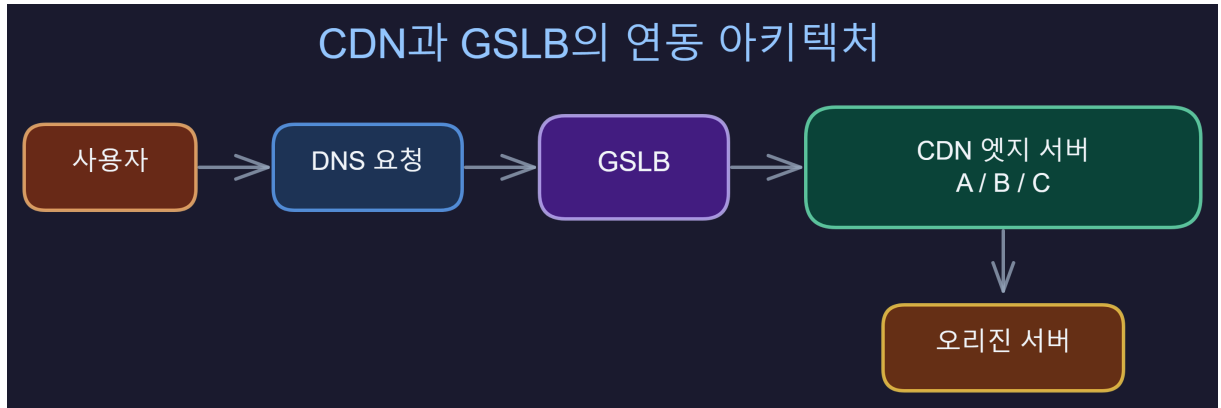 CDN과 GSLB의 연동 아키텍처
사용자
DNS 요청
GSLB
CDN 엣지 서버
A / B / C
오리진 서버